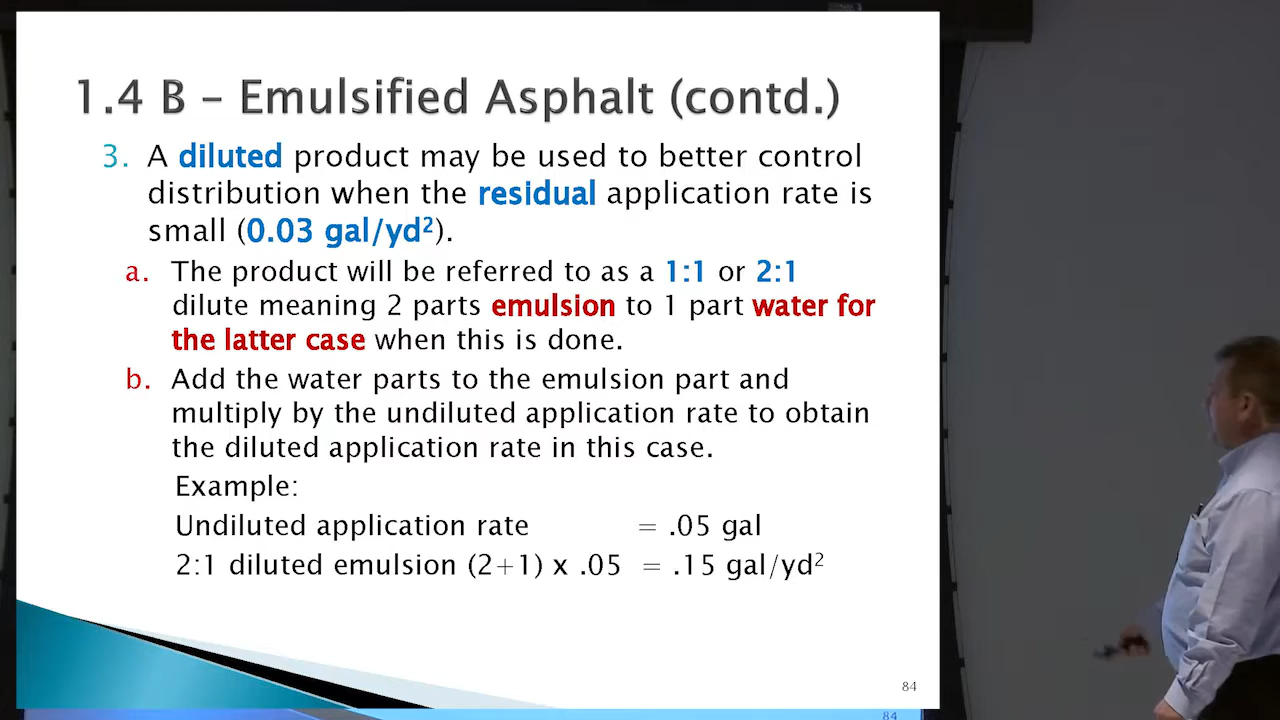 1.4 B – Emulsified Asphalt (contd.)
3. A diluted product may be used to better control
distribution when the residual application rate is
small (0.03 gal/yd²).
a. The product will be referred to as a 1:1 or 2:1
dilute meaning 2 parts emulsion to 1 part water for
the latter case when this is done.
b. Add the water parts to the emulsion part and
multiply by the undiluted application rate to obtain
the diluted application rate in this case.
Example:
Undiluted application rate = .05 gal
2:1 diluted emulsion (2+1) x .05 = .15 gal/yd²
84
84